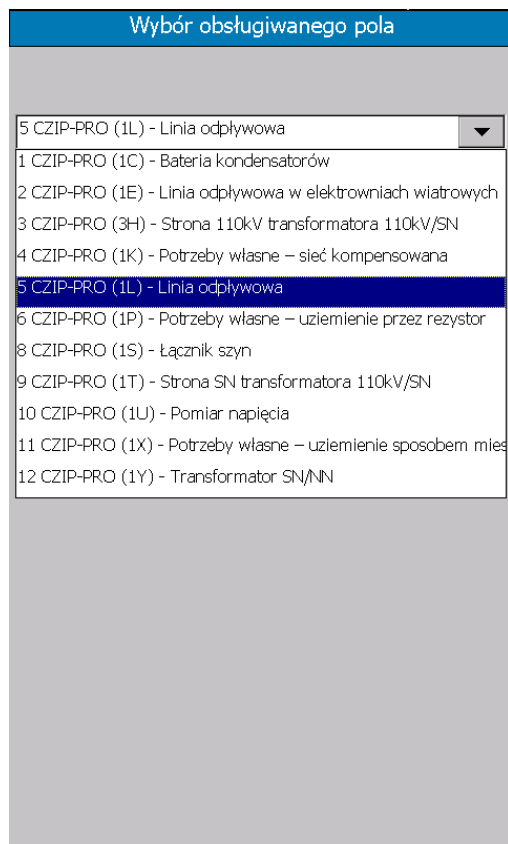 Wybór obsługiwanego pola
5 CZIP-PRO (1L) - Linia odpływowa
1 CZIP-PRO (1C) - Bateria kondensatorów
2 CZIP-PRO (1E) - Linia odpływowa w elektrowniach wiatrowych
3 CZIP-PRO (3H) - Strona 110kV transformatora 110kV/SN
4 CZIP-PRO (1K) - Potrzeby własne – sieć kompensowana
5 CZIP-PRO (1L) - Linia odpływowa
6 CZIP-PRO (1P) - Potrzeby własne – uziemienie przez rezystor
8 CZIP-PRO (1S) - Łącznik szyn
9 CZIP-PRO (1T) - Strona SN transformatora 110kV/SN
10 CZIP-PRO (1U) - Pomiar napięcia
11 CZIP-PRO (1X) - Potrzeby własne – uziemienie sposobem mies
12 CZIP-PRO (1Y) - Transformator SN/NN